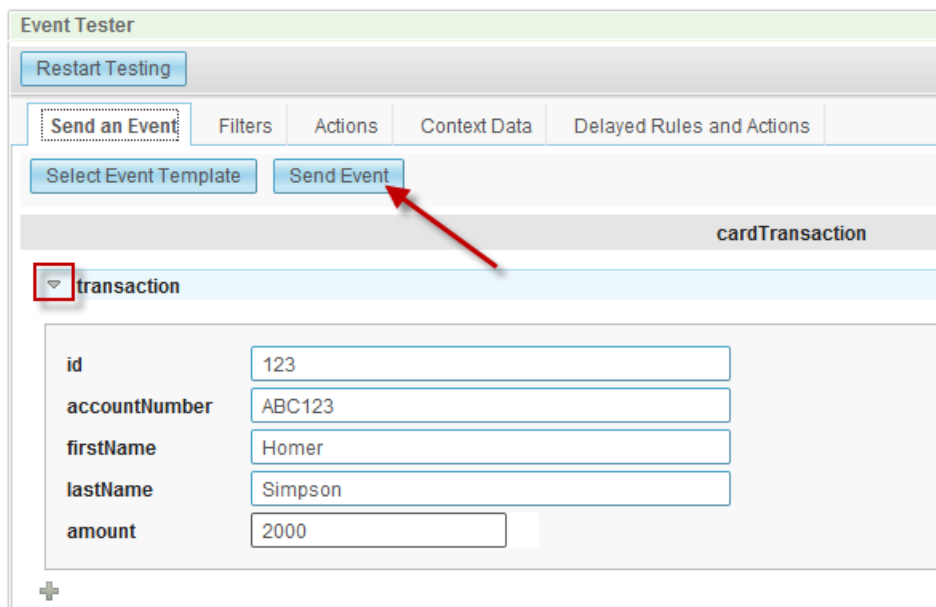 Event Tester
Restart Testing
Send an Event Filters Actions Context Data Delayed Rules and Actions
Select Event Template Send Event
cardTransaction
transaction
id 123
accountNumber ABC123
firstName Homer
lastName Simpson
amount 2000